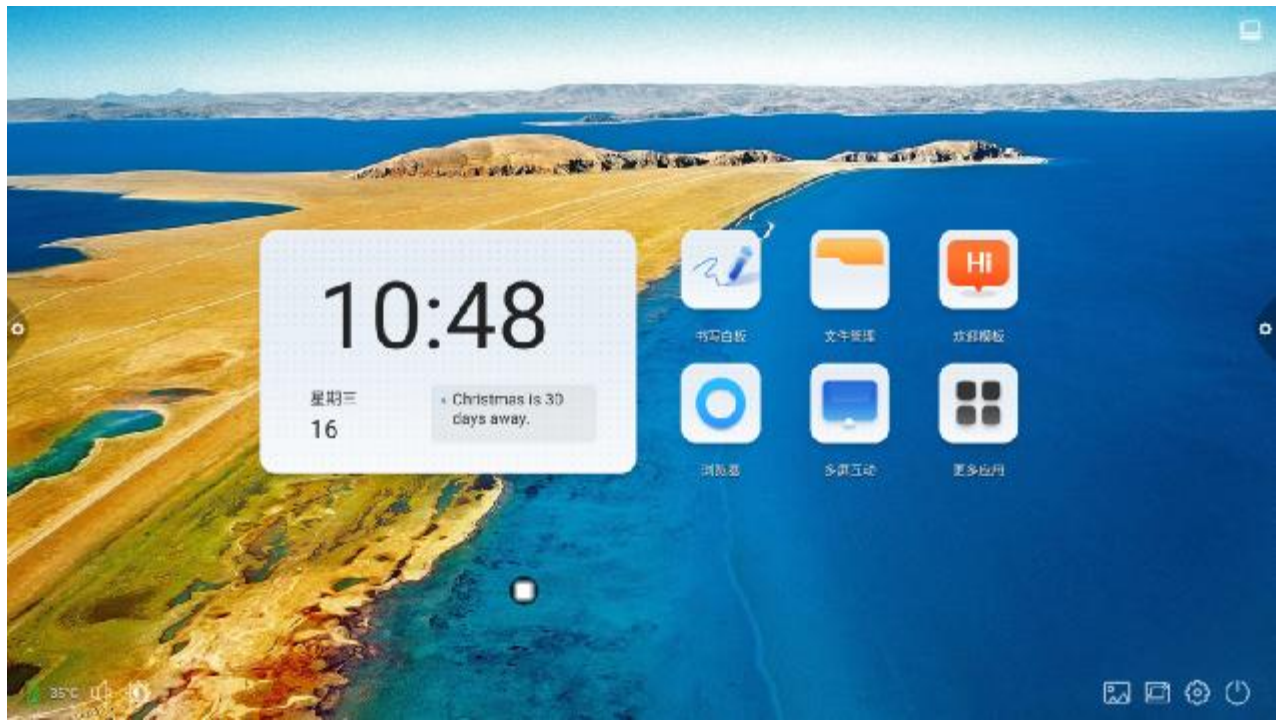 10:48
星期三
16
Christmas is 30
days away.
Hi
书写白板
文件管理
欢迎模板
浏览器
多屏互动
更多应用
35°C